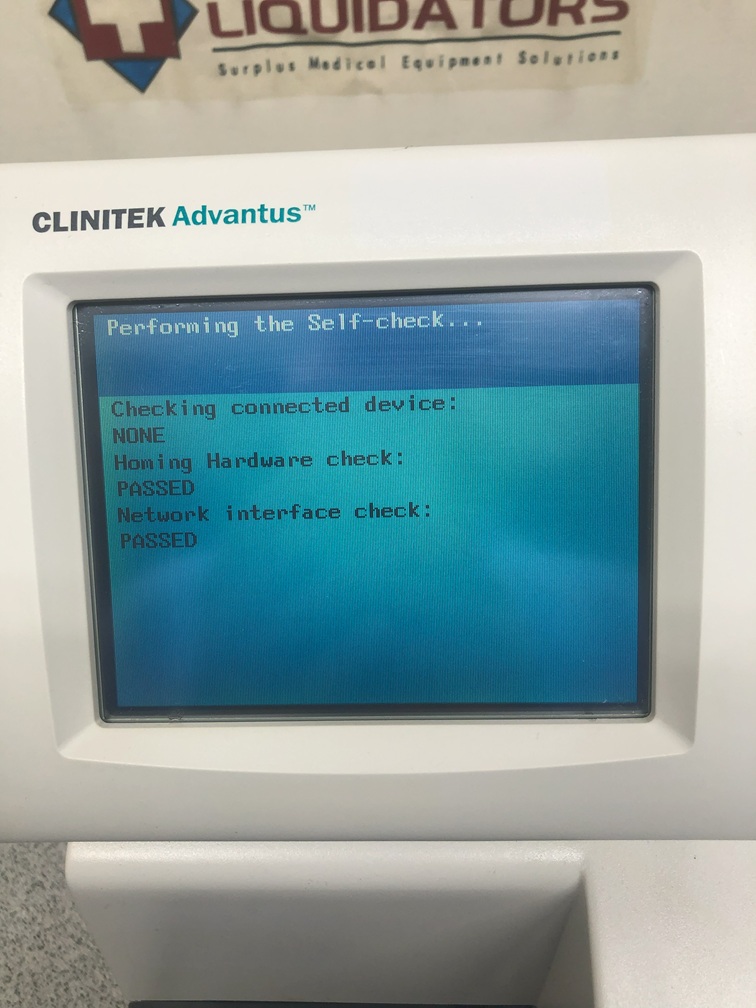 LIQUIDATORS
Surplus Medical Equipment Solutions
CLINITEK Advantus™
Performing the Self-check...
Checking connected device:
NONE
Homing Hardware check:
PASSED
Network interface check:
PASSED